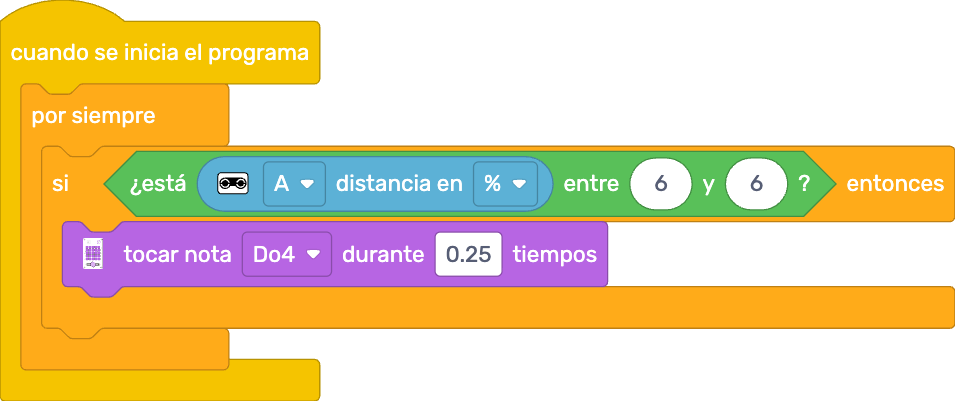 cuando se inicia el programa
por siempre
si ¿está A distancia en % entre 6 y 6 ? entonces
tocar nota Do4 durante 0.25 tiempos